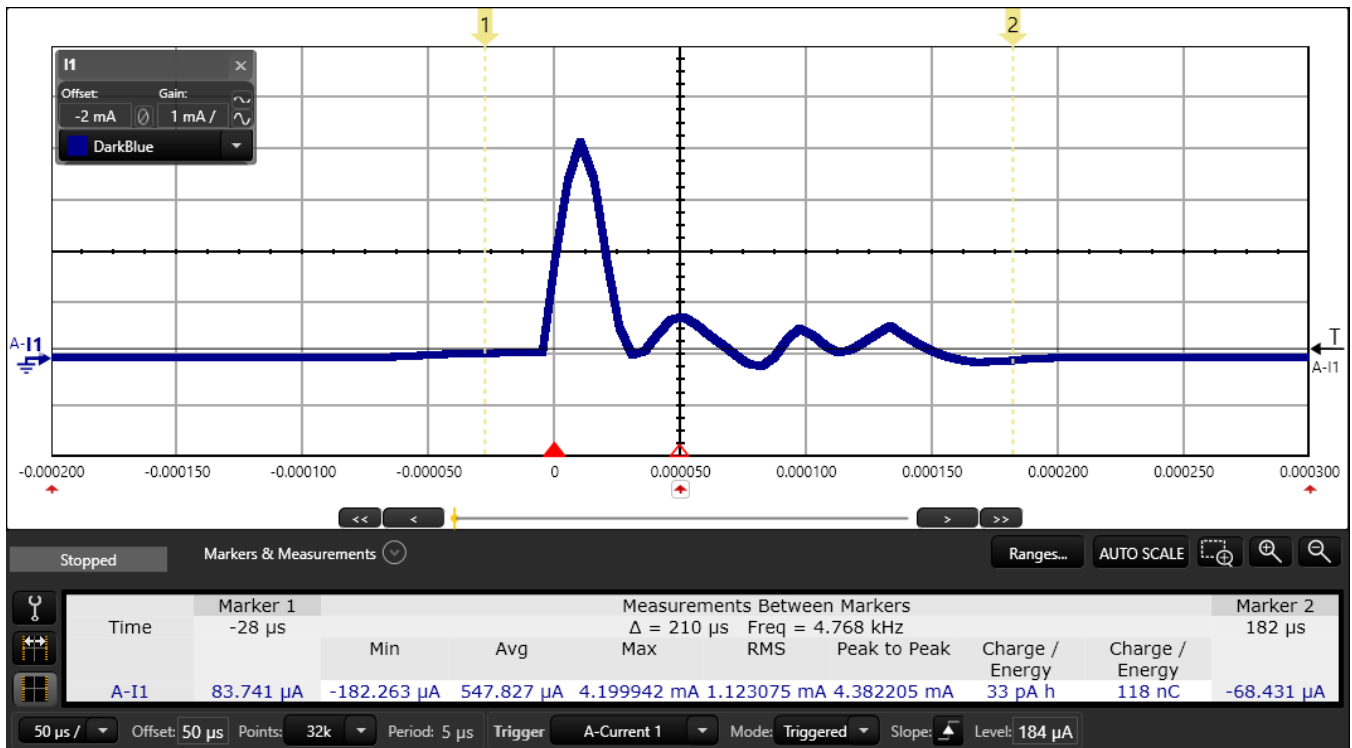 1 2
I1 ×
Offset: Gain:
-2 mA 1 mA /
DarkBlue
A-I1
T
A-I1
-0.000200 -0.000150 -0.000100 -0.000050 0 0.000050 0.000100 0.000150 0.000200 0.000250 0.000300
<< < > >>
Stopped Markers & Measurements Ranges... AUTO SCALE
Marker 1 Measurements Between Markers Marker 2
Time -28 µs Δ = 210 µs Freq = 4.768 kHz 182 µs
Min Avg Max RMS Peak to Peak Charge / Charge /
Energy Energy
A-I1 83.741 µA -182.263 µA 547.827 µA 4.199942 mA 1.123075 mA 4.382205 mA 33 pA h 118 nC -68.431 µA
50 µs / Offset: 50 µs Points: 32k Period: 5 µs Trigger A-Current 1 Mode: Triggered Slope: Level: 184 µA